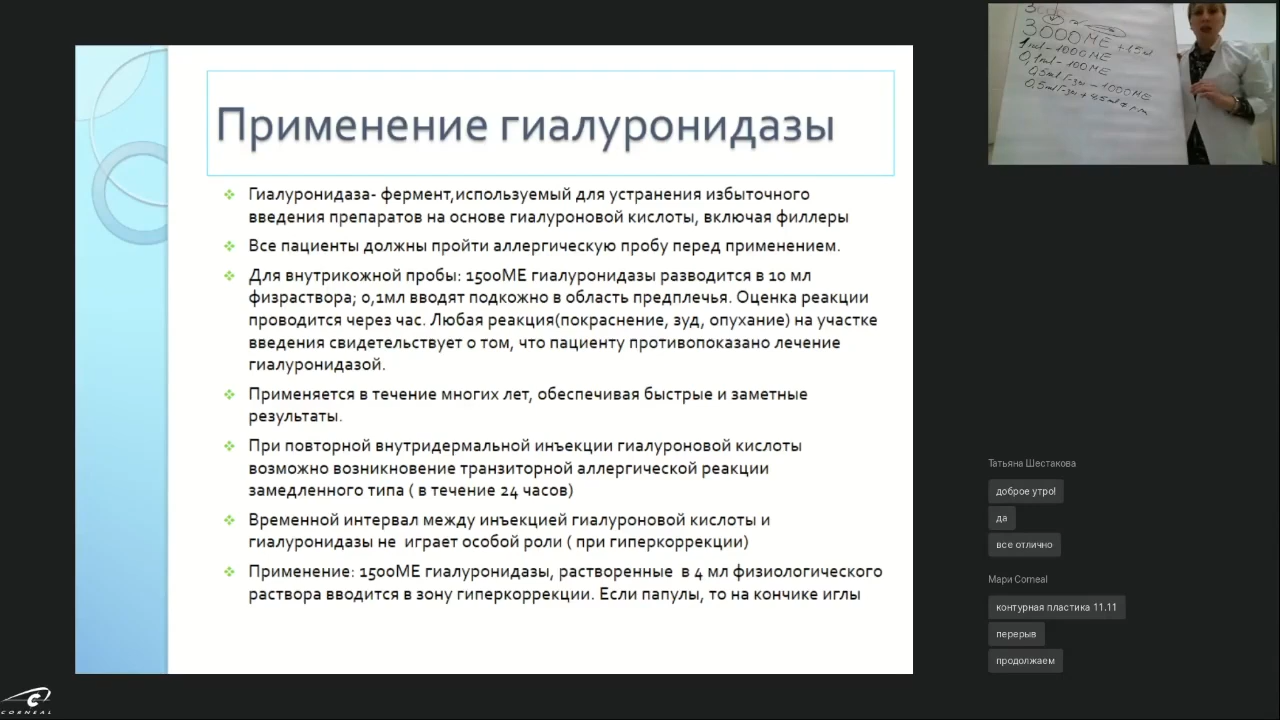 Применение гиалуронидазы
Гиалуронидаза- фермент,используемый для устранения избыточного
введения препаратов на основе гиалуроновой кислоты, включая филлеры
Все пациенты должны пройти аллергическую пробу перед применением.
Для внутрикожной пробы: 1500МЕ гиалуронидазы разводится в 10 мл
физраствора; 0,1мл вводят подкожно в область предплечья. Оценка реакции
проводится через час. Любая реакция(покраснение, зуд, опухание) на участке
введения свидетельствует о том, что пациенту противопоказано лечение
гиалуронидазой.
Применяется в течение многих лет, обеспечивая быстрые и заметные
результаты.
При повторной внутридермальной инъекции гиалуроновой кислоты
возможно возникновение транзиторной аллергической реакции
замедленного типа ( в течение 24 часов)
Временной интервал между инъекцией гиалуроновой кислоты и
гиалуронидазы не играет особой роли ( при гиперкоррекции)
Применение: 1500МЕ гиалуронидазы, растворенные в 4 мл физиологического
раствора вводится в зону гиперкоррекции. Если папулы, то на кончике иглы
3000МЕ
1ml - 1000МЕ
0,1ml - 100МЕ
Татьяна Шестакова
доброе утро!
да
все отлично
Мари Corneal
контурная пластика 11.11
перерыв
продолжаем
CORNEAL